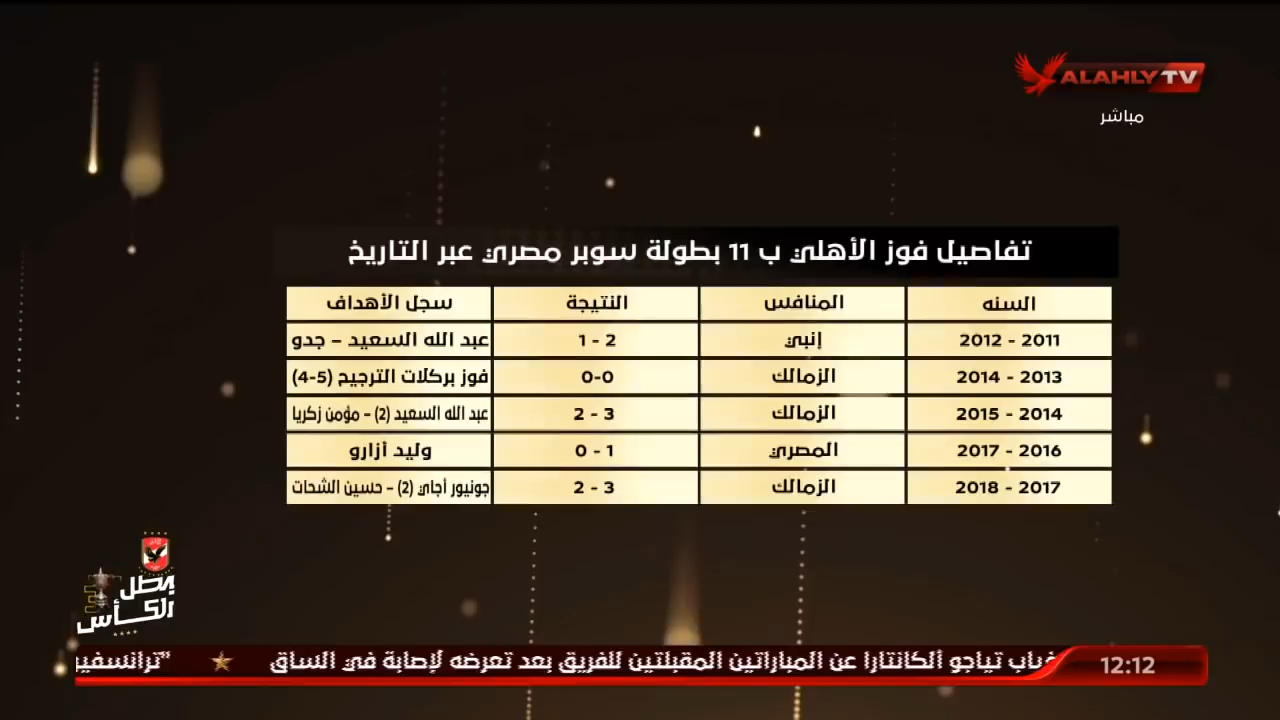 ALAHLY TV
مباشر
تفاصيل فوز الأهلي ب 11 بطولة سوبر مصري عبر التاريخ
السنه المنافس النتيجة سجل الأهداف
2011 - 2012 إنبي 2 - 1 عبد الله السعيد – جدو
2013 - 2014 الزمالك 0-0 فوز بركلات الترجيح (5-4)
2014 - 2015 الزمالك 3 - 2 عبد الله السعيد (2) – مؤمن زكريا
2016 - 2017 المصري 1 - 0 وليد أزارو
2017 - 2018 الزمالك 3 - 2 جونيور أجاي (2) – حسين الشحات
بطل
الكأس
12:12 غياب تياجو ألكانتارا عن المباراتين المقبلتين للفريق بعد تعرضه لإصابة في الساق